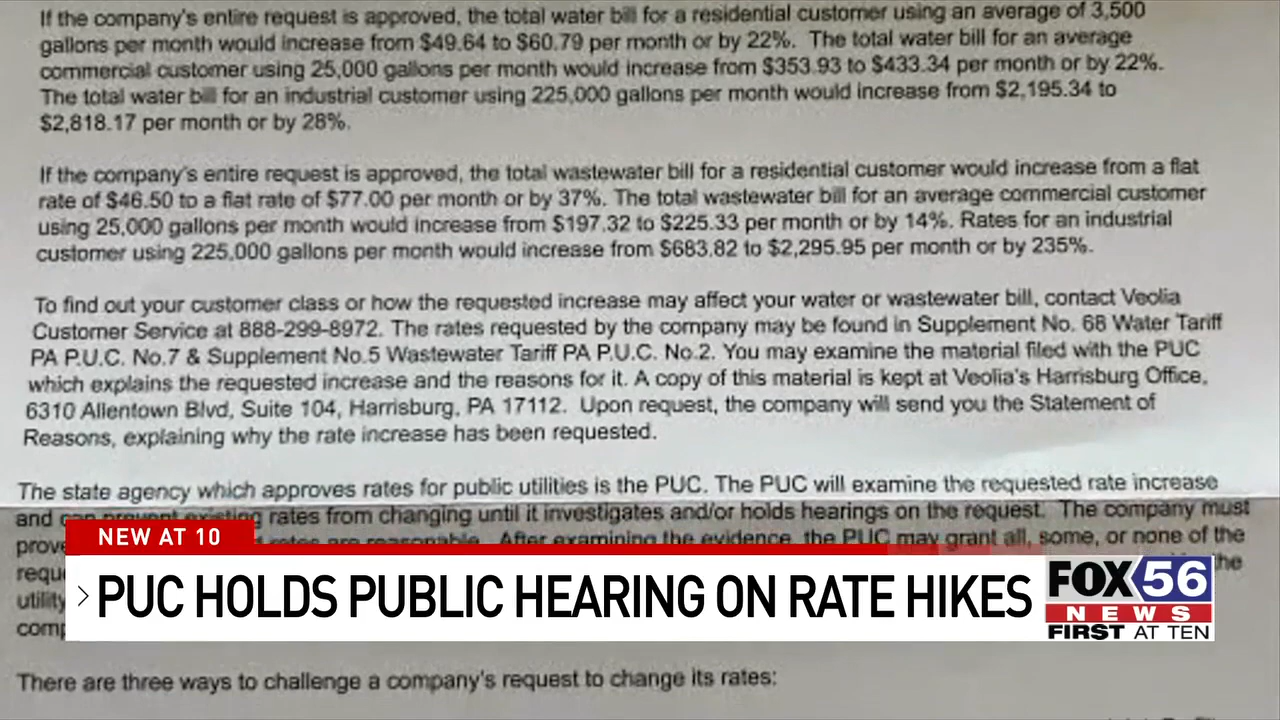 If the company's entire request is approved, the total water bill for a residential customer using an average of 3,500
gallons per month would increase from $49.64 to $60.79 per month or by 22%. The total water bill for an average
commercial customer using 25,000 gallons per month would increase from $353.93 to $433.34 per month or by 22%.
The total water bill for an industrial customer using 225,000 gallons per month would increase from $2,195.34 to
$2,818.17 per month or by 28%.
If the company's entire request is approved, the total wastewater bill for a residential customer would increase from a flat
rate of $46.50 to a flat rate of $77.00 per month or by 37%. The total wastewater bill for an average commercial customer
using 25,000 gallons per month would increase from $197.32 to $225.33 per month or by 14%. Rates for an industrial
customer using 225,000 gallons per month would increase from $683.82 to $2,295.95 per month or by 235%.
To find out your customer class or how the requested increase may affect your water or wastewater bill, contact Veolia
Customer Service at 888-299-8972. The rates requested by the company may be found in Supplement No. 68 Water Tariff
PA P.U.C. No.7 & Supplement No.5 Wastewater Tariff PA P.U.C. No.2. You may examine the material filed with the PUC
which explains the requested increase and the reasons for it. A copy of this material is kept at Veolia's Harrisburg Office,
6310 Allentown Blvd, Suite 104, Harrisburg, PA 17112. Upon request, the company will send you the Statement of
Reasons, explaining why the rate increase has been requested.
The state agency which approves rates for public utilities is the PUC. The PUC will examine the requested rate increase
and can prevent existing rates from changing until it investigates and/or holds hearings on the request. The company must
prove rates are reasonable. After examining the evidence, the PUC may grant all, some, or none of the
the
utility
NEW AT 10
PUC HOLDS PUBLIC HEARING ON RATE HIKES
FOX 56
NEWS
FIRST AT TEN
There are three ways to challenge a company's request to change its rates: